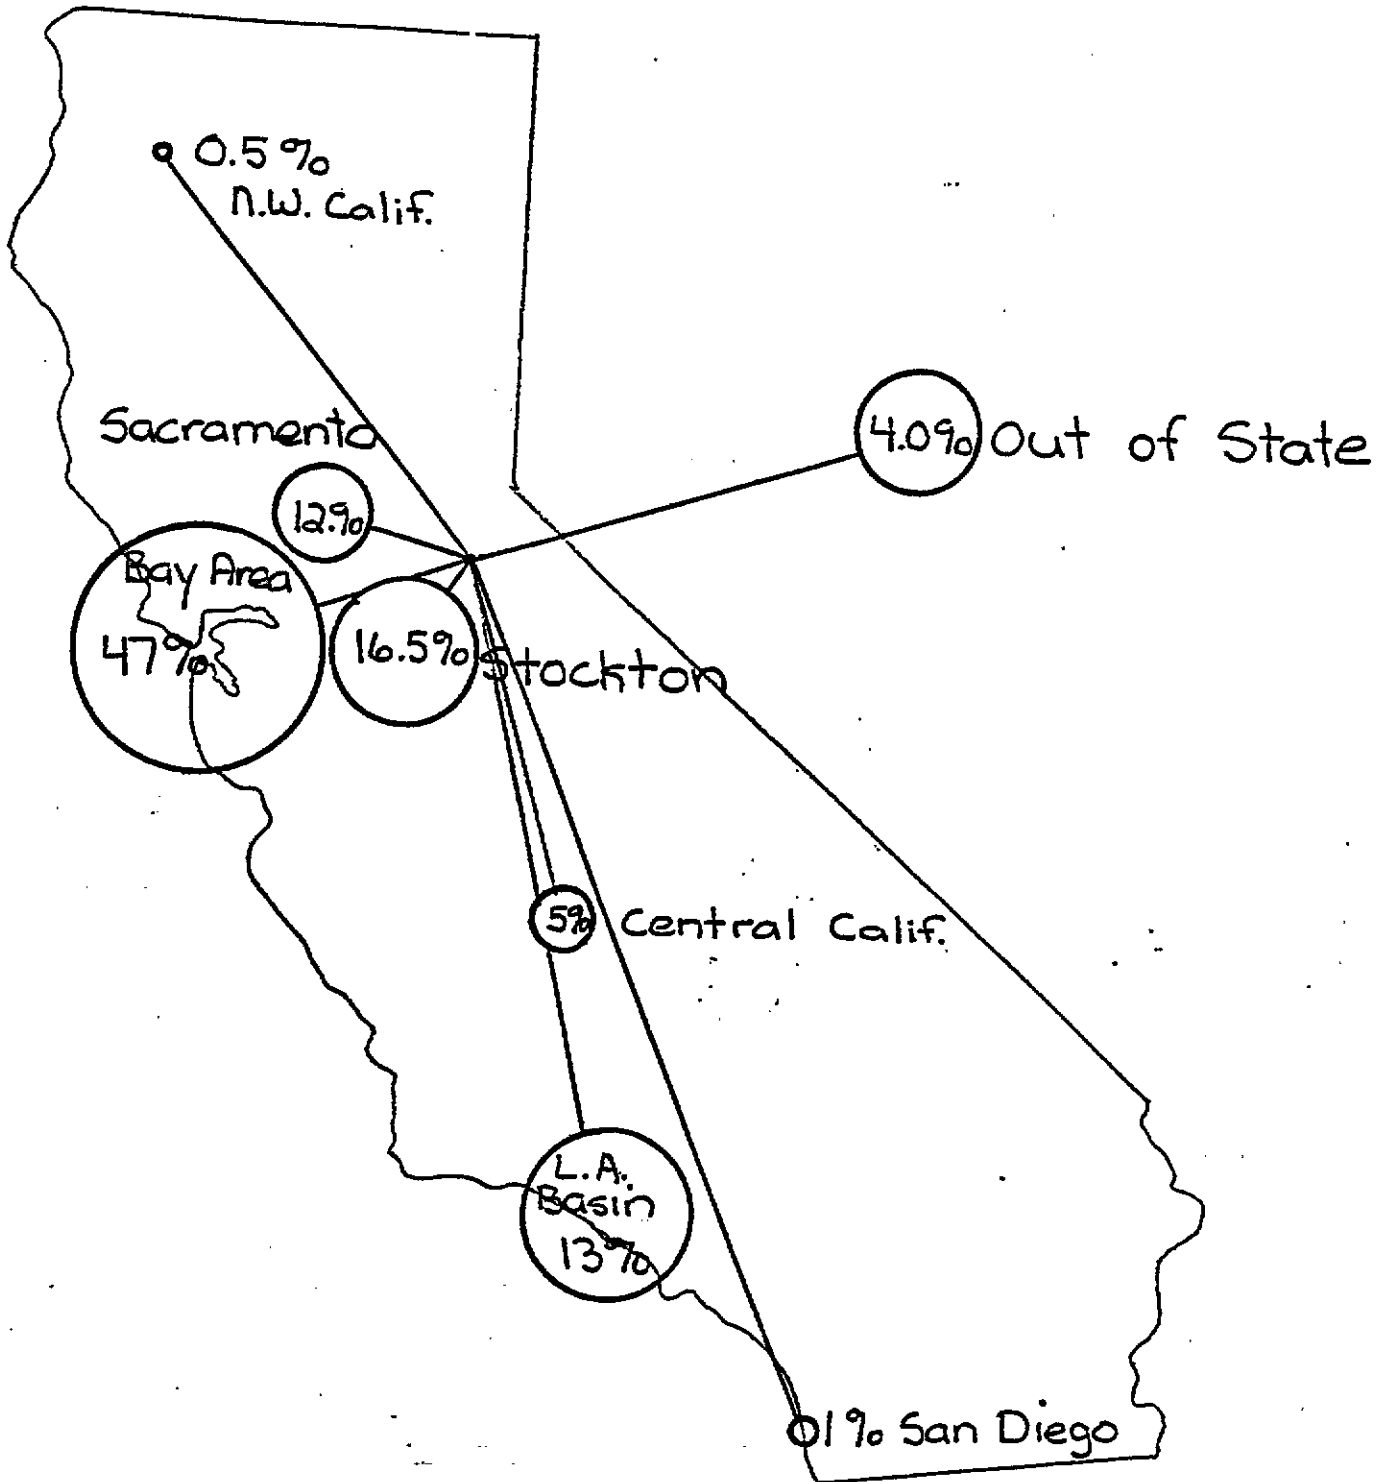 0.5%
N.W. Calif.
Sacramento
12%
4.0% Out of State
Bay Area
47%
16.5% Stockton
5% Central Calif.
L.A.
Basin
13%
1% San Diego